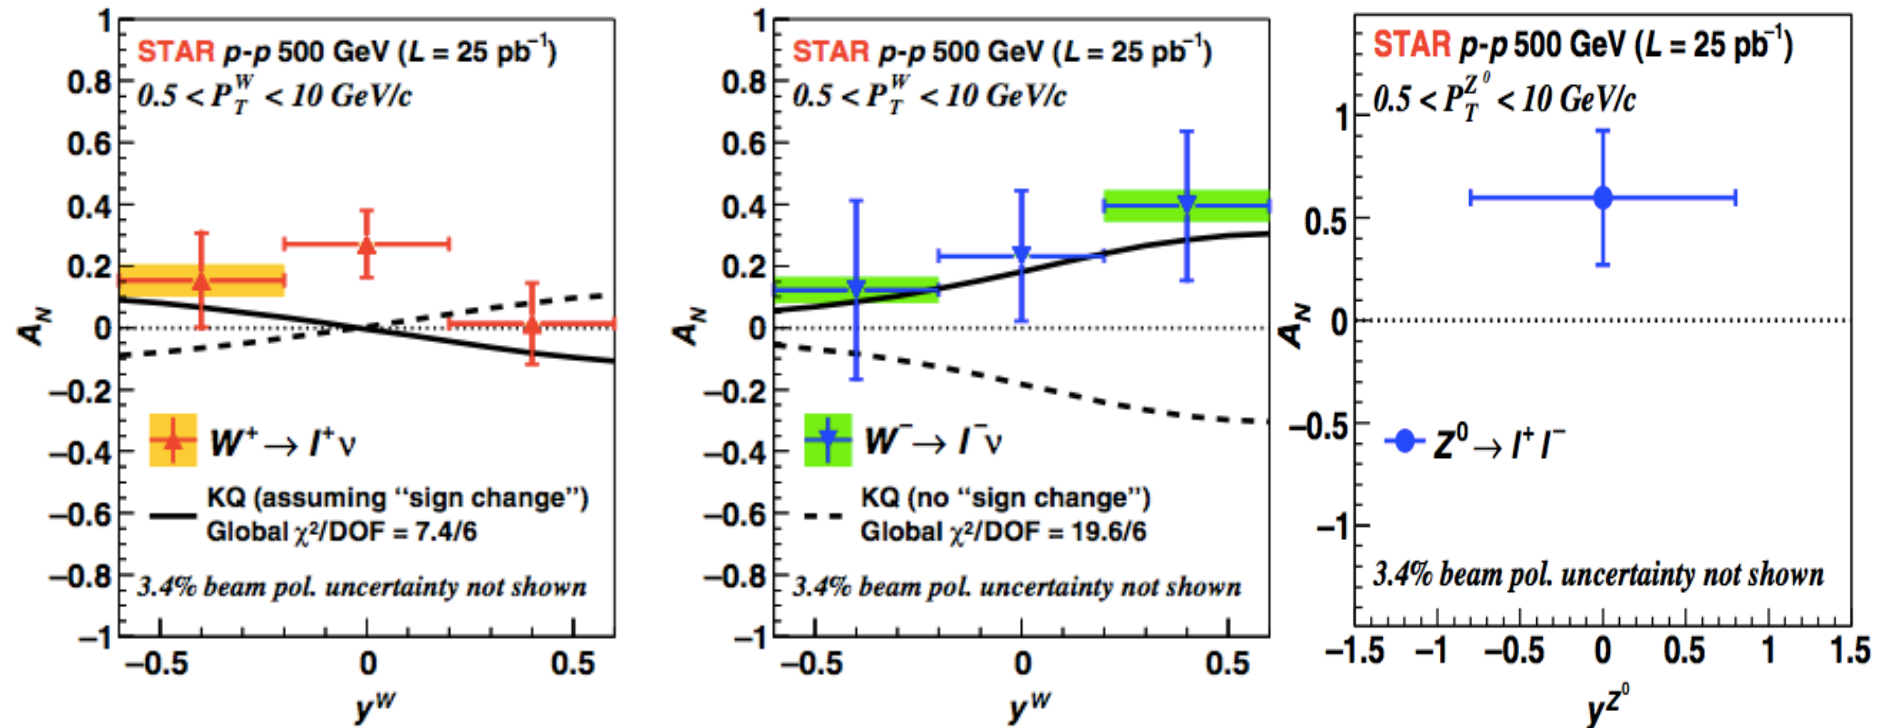 STAR p-p 500 GeV (L = 25 pb⁻¹)
0.5 < P_T^W < 10 GeV/c
1
0.8
0.6
0.4
0.2
0
−0.2
−0.4
−0.6
−0.8
−1
A_N
W⁺ → l⁺ ν
KQ (assuming “sign change”)
Global χ²/DOF = 7.4/6
3.4% beam pol. uncertainty not shown
−0.5 0 0.5
y^W
STAR p-p 500 GeV (L = 25 pb⁻¹)
0.5 < P_T^W < 10 GeV/c
1
0.8
0.6
0.4
0.2
0
−0.2
−0.4
−0.6
−0.8
−1
A_N
W⁻ → l⁻ ν
KQ (no “sign change”)
Global χ²/DOF = 19.6/6
3.4% beam pol. uncertainty not shown
−0.5 0 0.5
y^W
STAR p-p 500 GeV (L = 25 pb⁻¹)
0.5 < P_T^{Z⁰} < 10 GeV/c
1
0.5
0
−0.5
−1
A_N
Z⁰ → l⁺ l⁻
3.4% beam pol. uncertainty not shown
−1.5 −1 −0.5 0 0.5 1 1.5
y^{Z⁰}